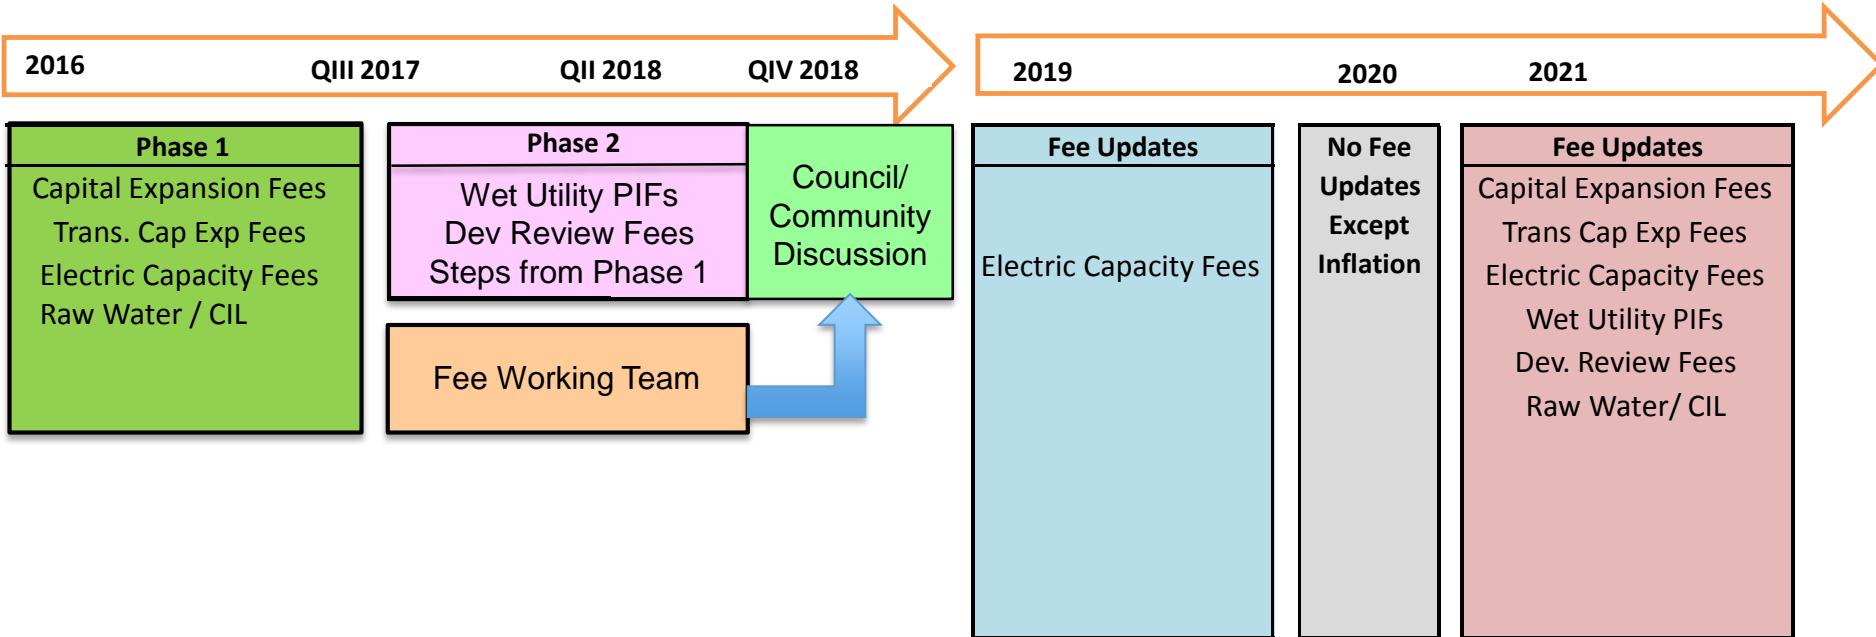 2016
QIII 2017
QII 2018
QIV 2018
2019
2020
2021
Phase 1
Capital Expansion Fees
Trans. Cap Exp Fees
Electric Capacity Fees
Raw Water / CIL
Phase 2
Wet Utility PIFs
Dev Review Fees
Steps from Phase 1
Council/
Community
Discussion
Fee Working Team
Fee Updates
Electric Capacity Fees
No Fee
Updates
Except
Inflation
Fee Updates
Capital Expansion Fees
Trans Cap Exp Fees
Electric Capacity Fees
Wet Utility PIFs
Dev. Review Fees
Raw Water/ CIL